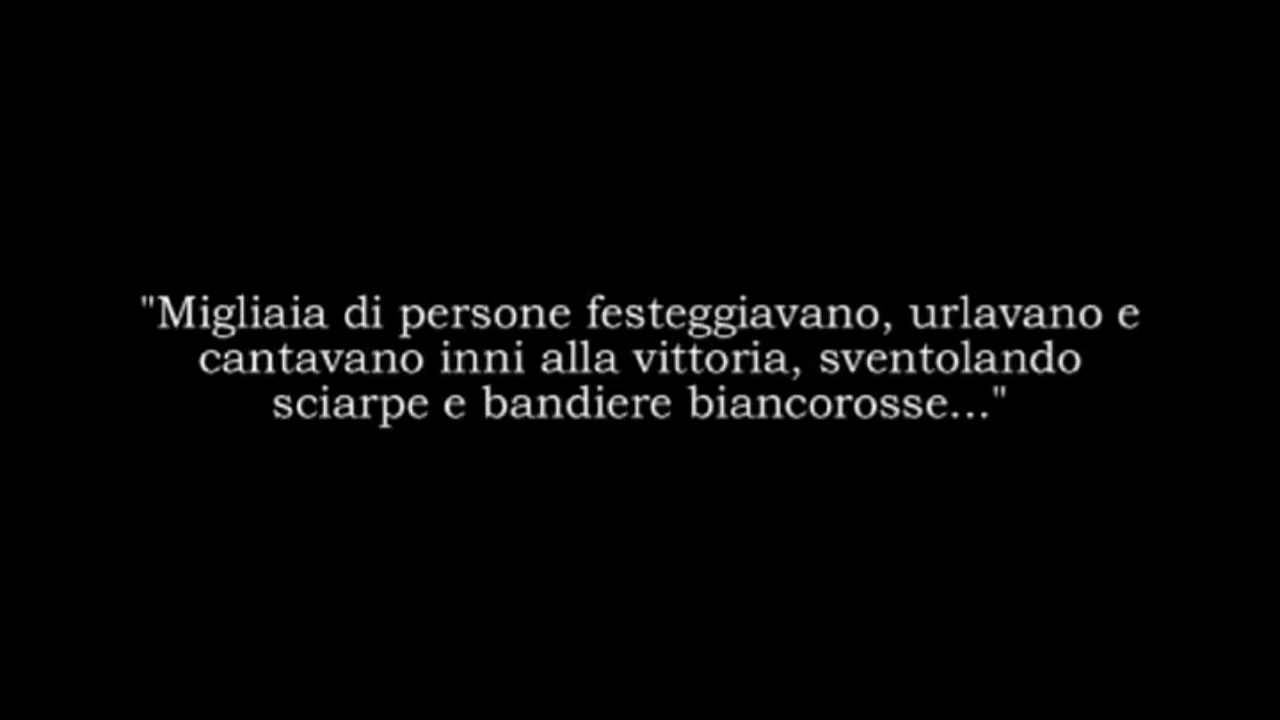 "Migliaia di persone festeggiavano, urlavano e
cantavano inni alla vittoria, sventolando
sciarpe e bandiere biancorosse..."